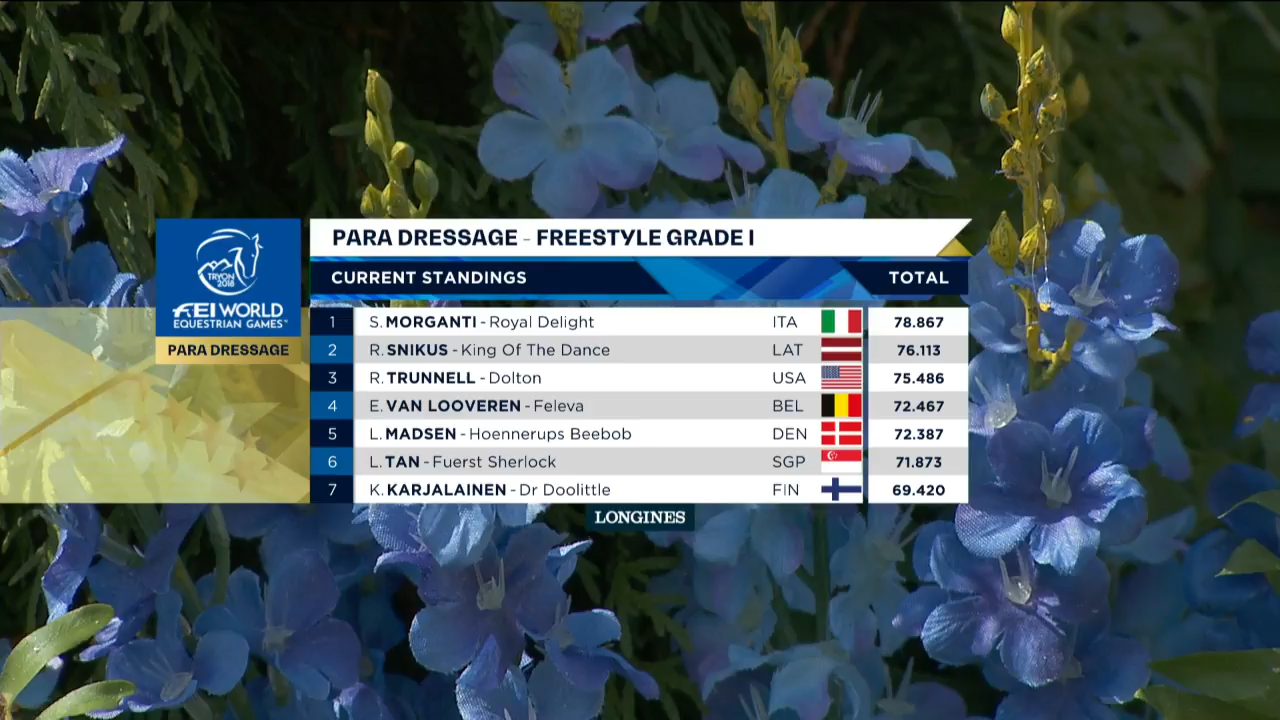 PARA DRESSAGE - FREESTYLE GRADE I
CURRENT STANDINGS TOTAL
TRYON
2018
FEI WORLD
EQUESTRIAN GAMES™
PARA DRESSAGE
1 S. MORGANTI - Royal Delight ITA 78.867
2 R. SNIKUS - King Of The Dance LAT 76.113
3 R. TRUNNELL - Dolton USA 75.486
4 E. VAN LOOVEREN - Feleva BEL 72.467
5 L. MADSEN - Hoennerups Beebob DEN 72.387
6 L. TAN - Fuerst Sherlock SGP 71.873
7 K. KARJALAINEN - Dr Doolittle FIN 69.420
LONGINES